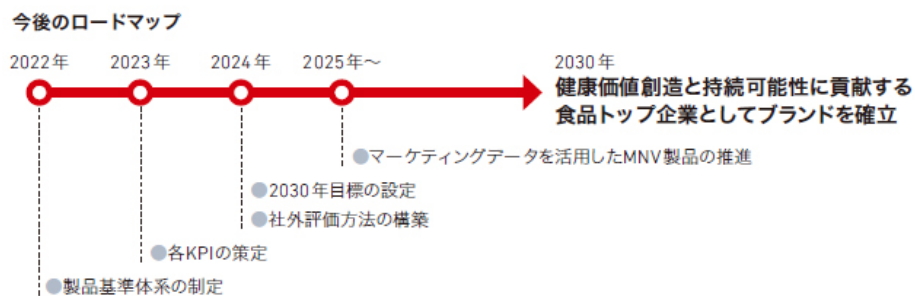 今後のロードマップ
2022年 2023年 2024年 2025年～ 2030年
健康価値創造と持続可能性に貢献する
食品トップ企業としてブランドを確立
●マーケティングデータを活用したMNV製品の推進
●2030年目標の設定
●社外評価方法の構築
●各KPIの策定
●製品基準体系の制定